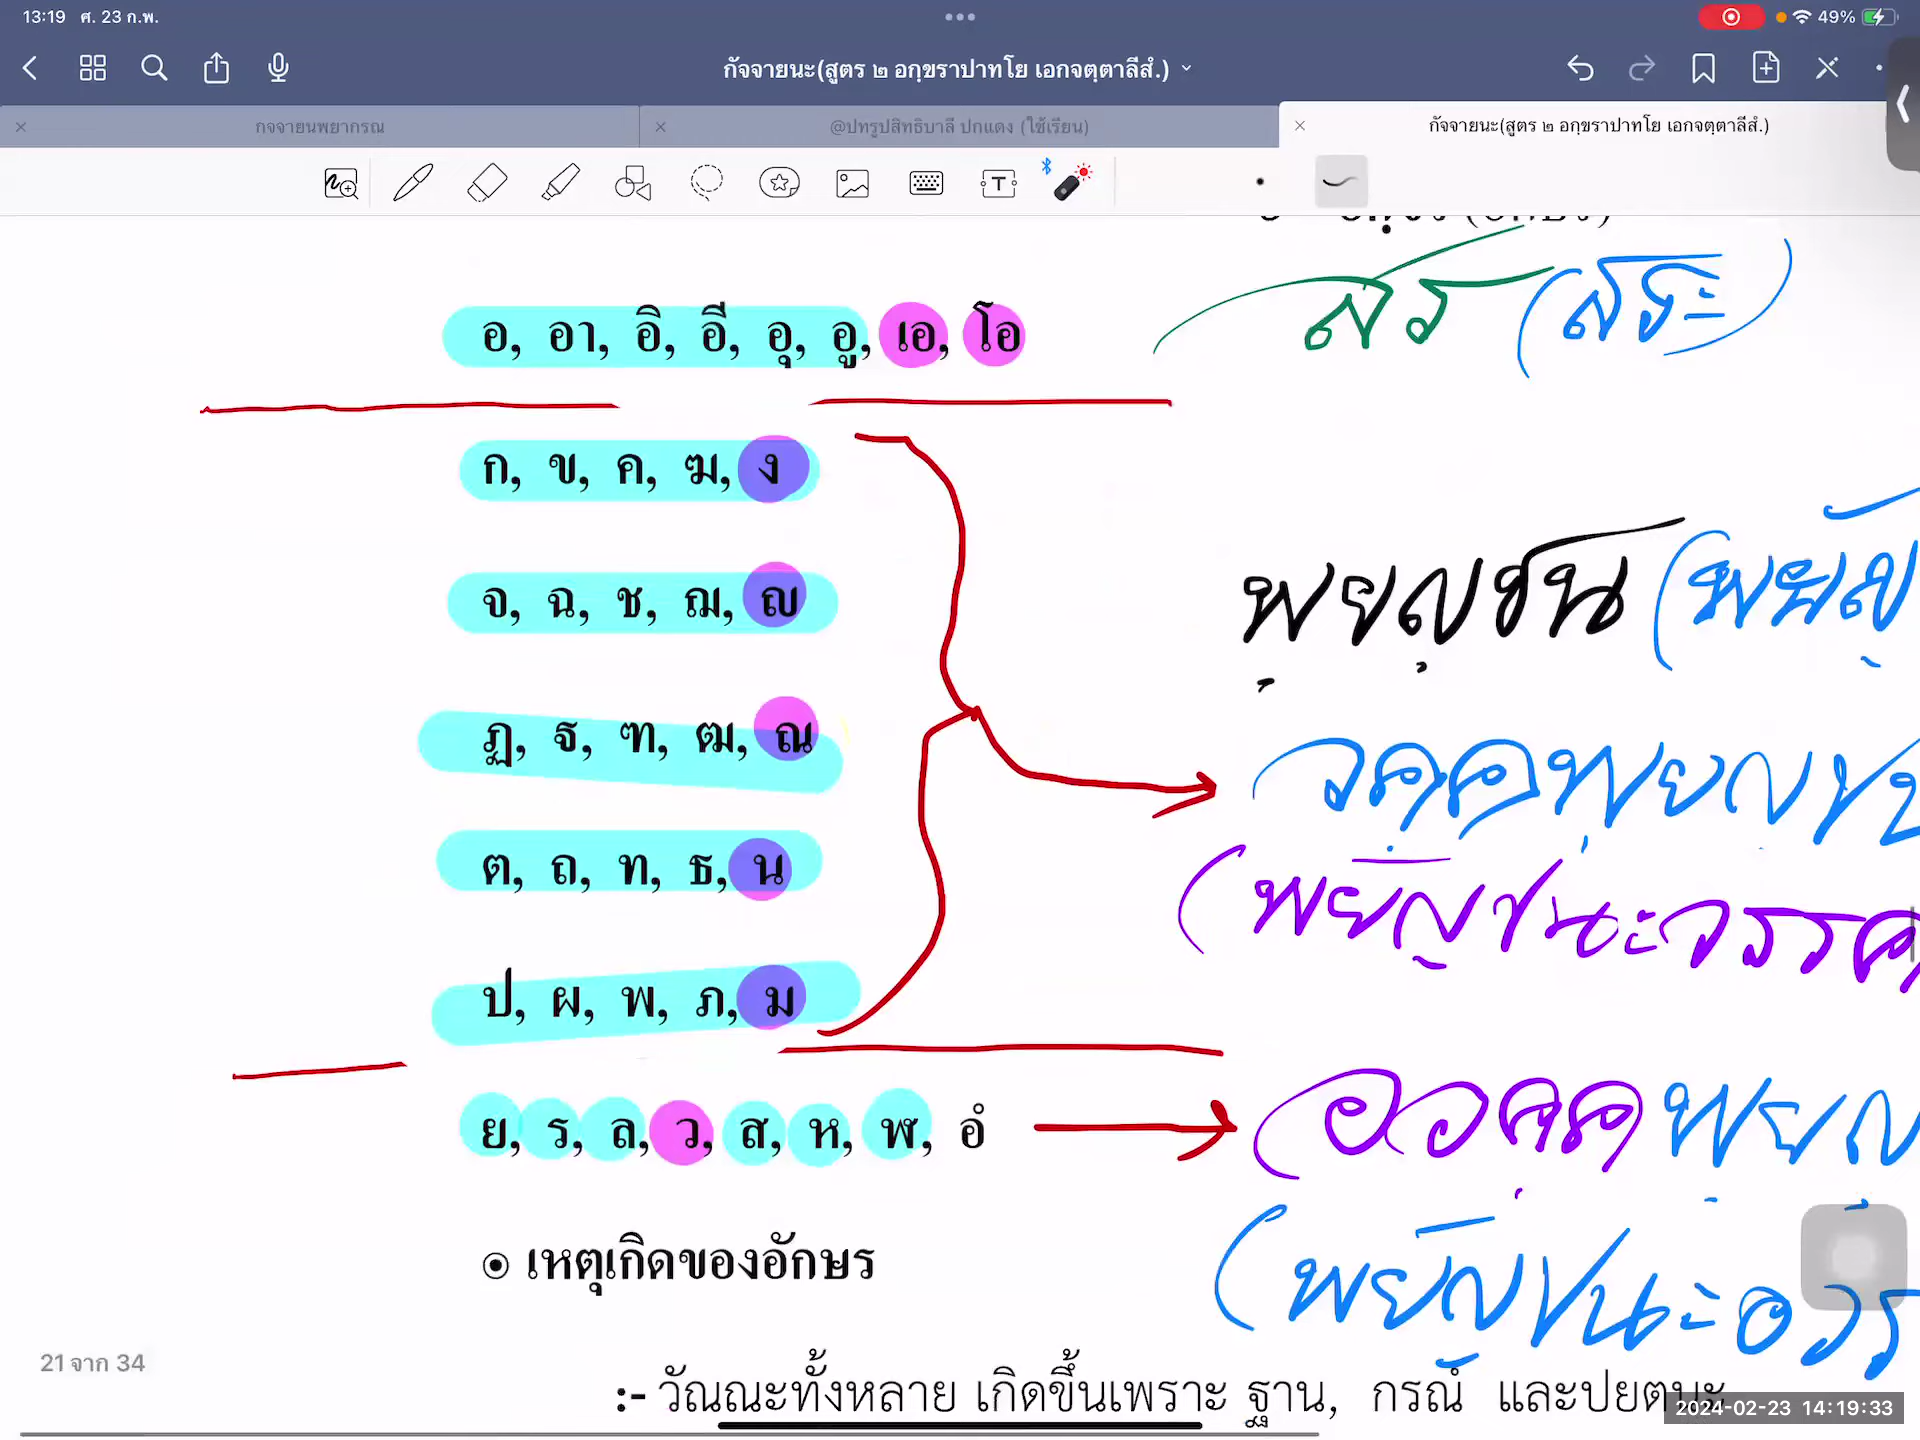 13:19 ศ. 23 ก.พ.
49%
กัจจายนะ(สูตร ๒ อกฺขราปาทโย เอกจตฺตาลีสํ.)
กจจายนพยากรณ
@ปทรูปสิทธิบาลี ปกแดง (ใช้เรียน)
กัจจายนะ(สูตร ๒ อกฺขราปาทโย เอกจตฺตาลีสํ.)
อ, อา, อิ, อี, อุ, อู, เอ, โอ
สร (สระ)
ก, ข, ค, ฆ, ง
จ, ฉ, ช, ฌ, ญ
พฺยญฺชน (พยัญ
ฏ, ฐ, ฑ, ฒ, ณ
วคฺคพฺยญช
ต, ถ, ท, ธ, น
(พยัญชนะวรรค
ป, ผ, พ, ภ, ม
ย, ร, ล, ว, ส, ห, ฬ, อํ
อวคฺคพฺยญ
⦿ เหตุเกิดของอักษร
(พยัญชนะอวร
21 จาก 34
:- วัณณะทั้งหลาย เกิดขึ้นเพราะ ฐาน, กรณ์ และปยตนะ
2024-02-23 14:19:33